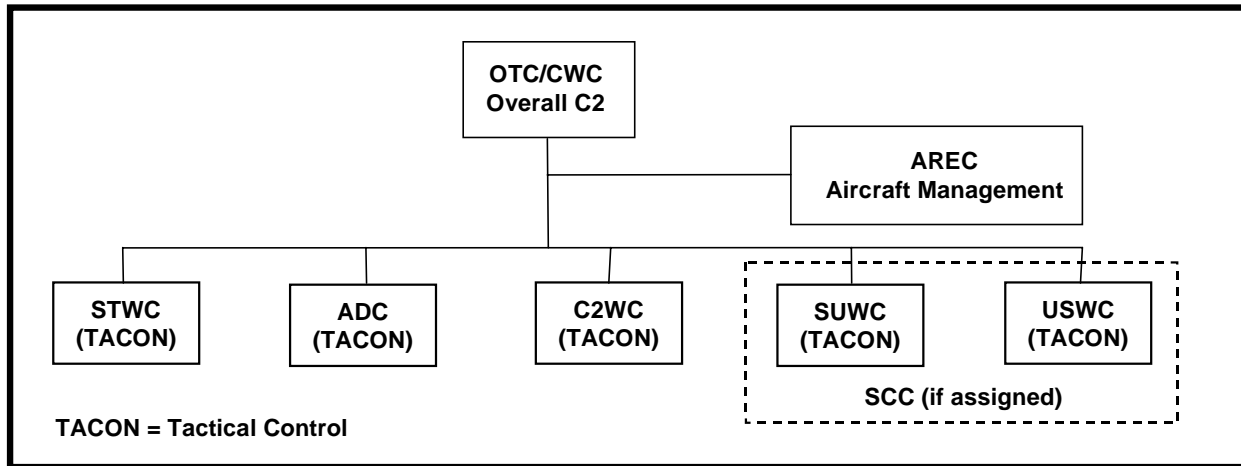 OTC/CWC
Overall C2
AREC
Aircraft Management
STWC
(TACON)
ADC
(TACON)
C2WC
(TACON)
SUWC
(TACON)
USWC
(TACON)
SCC (if assigned)
TACON = Tactical Control